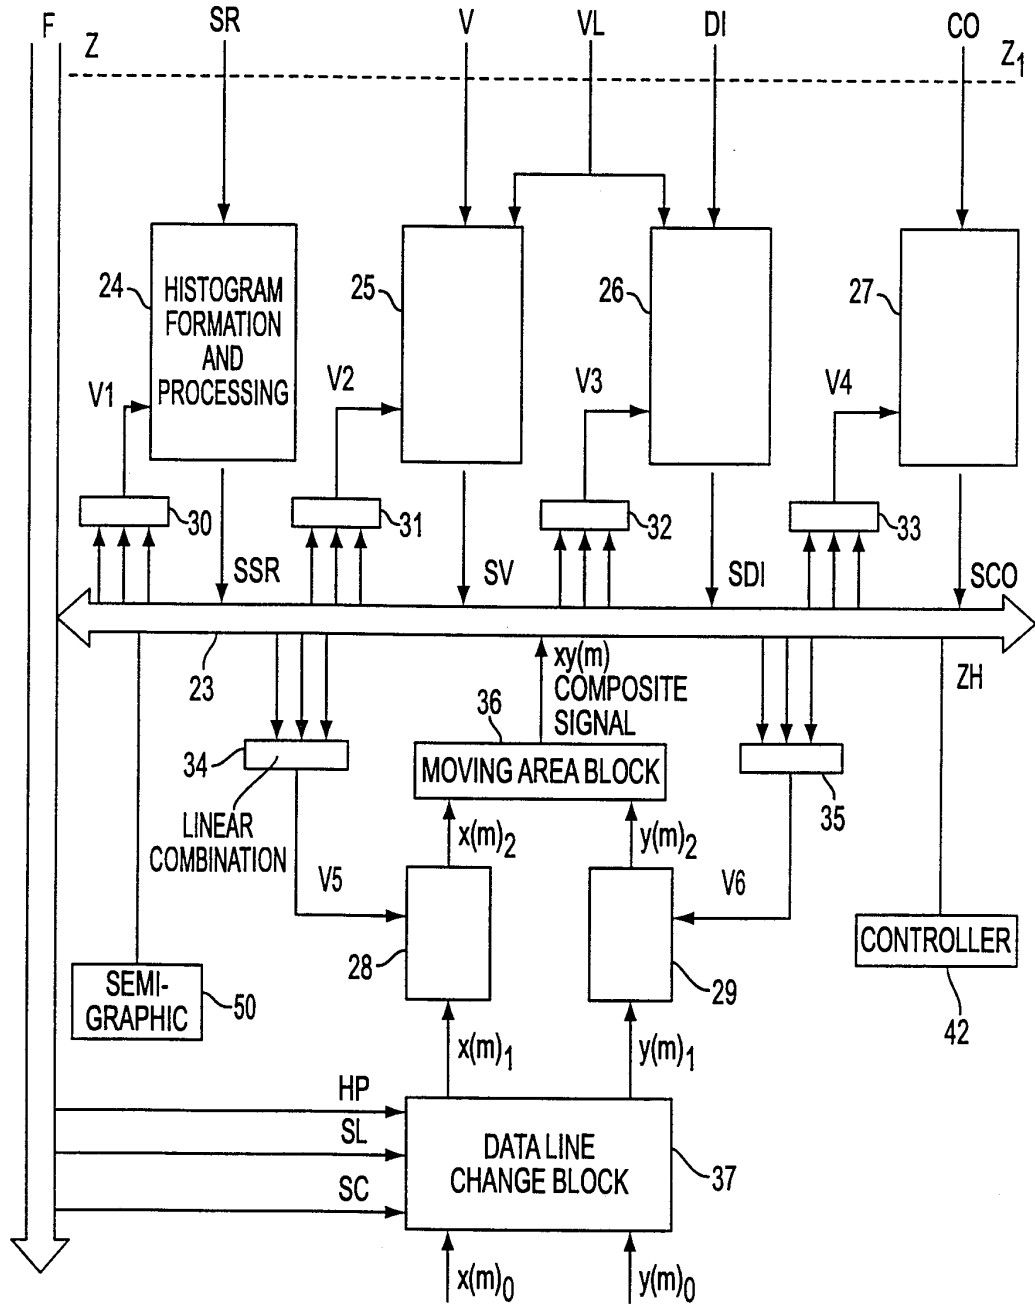 F
SR
V
VL
DI
CO
Z
Z1
24
HISTOGRAM
FORMATION
AND
PROCESSING
25
26
27
V1
V2
V3
V4
30
31
32
33
SSR
SV
SDI
SCO
23
xy(m)
COMPOSITE
SIGNAL
ZH
34
36
MOVING AREA BLOCK
35
LINEAR
COMBINATION
x(m)2
y(m)2
V5
V6
28
29
CONTROLLER
42
SEMI-
GRAPHIC
50
x(m)1
y(m)1
HP
SL
SC
DATA LINE
CHANGE BLOCK
37
x(m)0
y(m)0